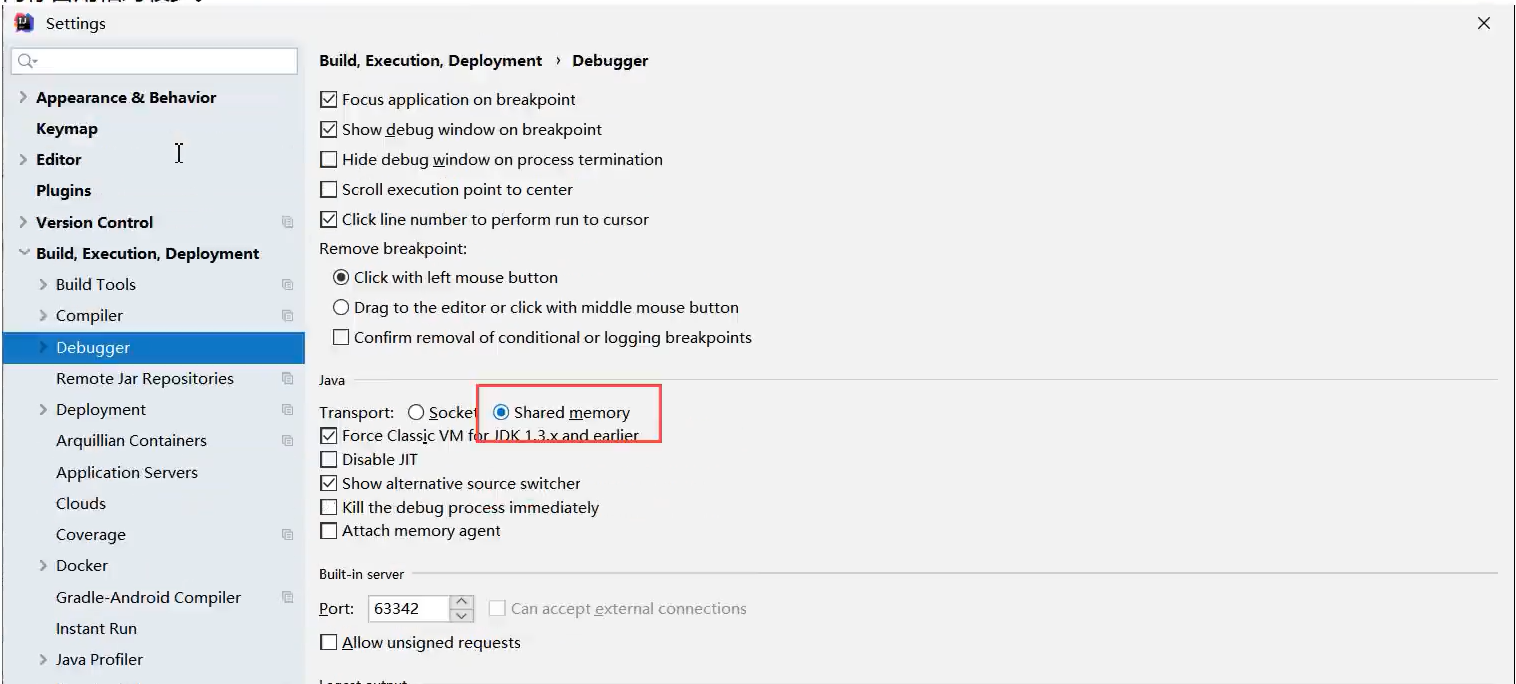 Settings
Appearance & Behavior
Keymap
Editor
Plugins
Version Control
Build, Execution, Deployment
Build Tools
Compiler
Debugger
Remote Jar Repositories
Deployment
Arquillian Containers
Application Servers
Clouds
Coverage
Docker
Gradle-Android Compiler
Instant Run
Java Profiler
Build, Execution, Deployment › Debugger
Focus application on breakpoint
Show debug window on breakpoint
Hide debug window on process termination
Scroll execution point to center
Click line number to perform run to cursor
Remove breakpoint:
Click with left mouse button
Drag to the editor or click with middle mouse button
Confirm removal of conditional or logging breakpoints
Java
Transport: Socket Shared memory
Force Classic VM for JDK 1.3.x and earlier
Disable JIT
Show alternative source switcher
Kill the debug process immediately
Attach memory agent
Built-in server
Port: 63342 Can accept external connections
Allow unsigned requests